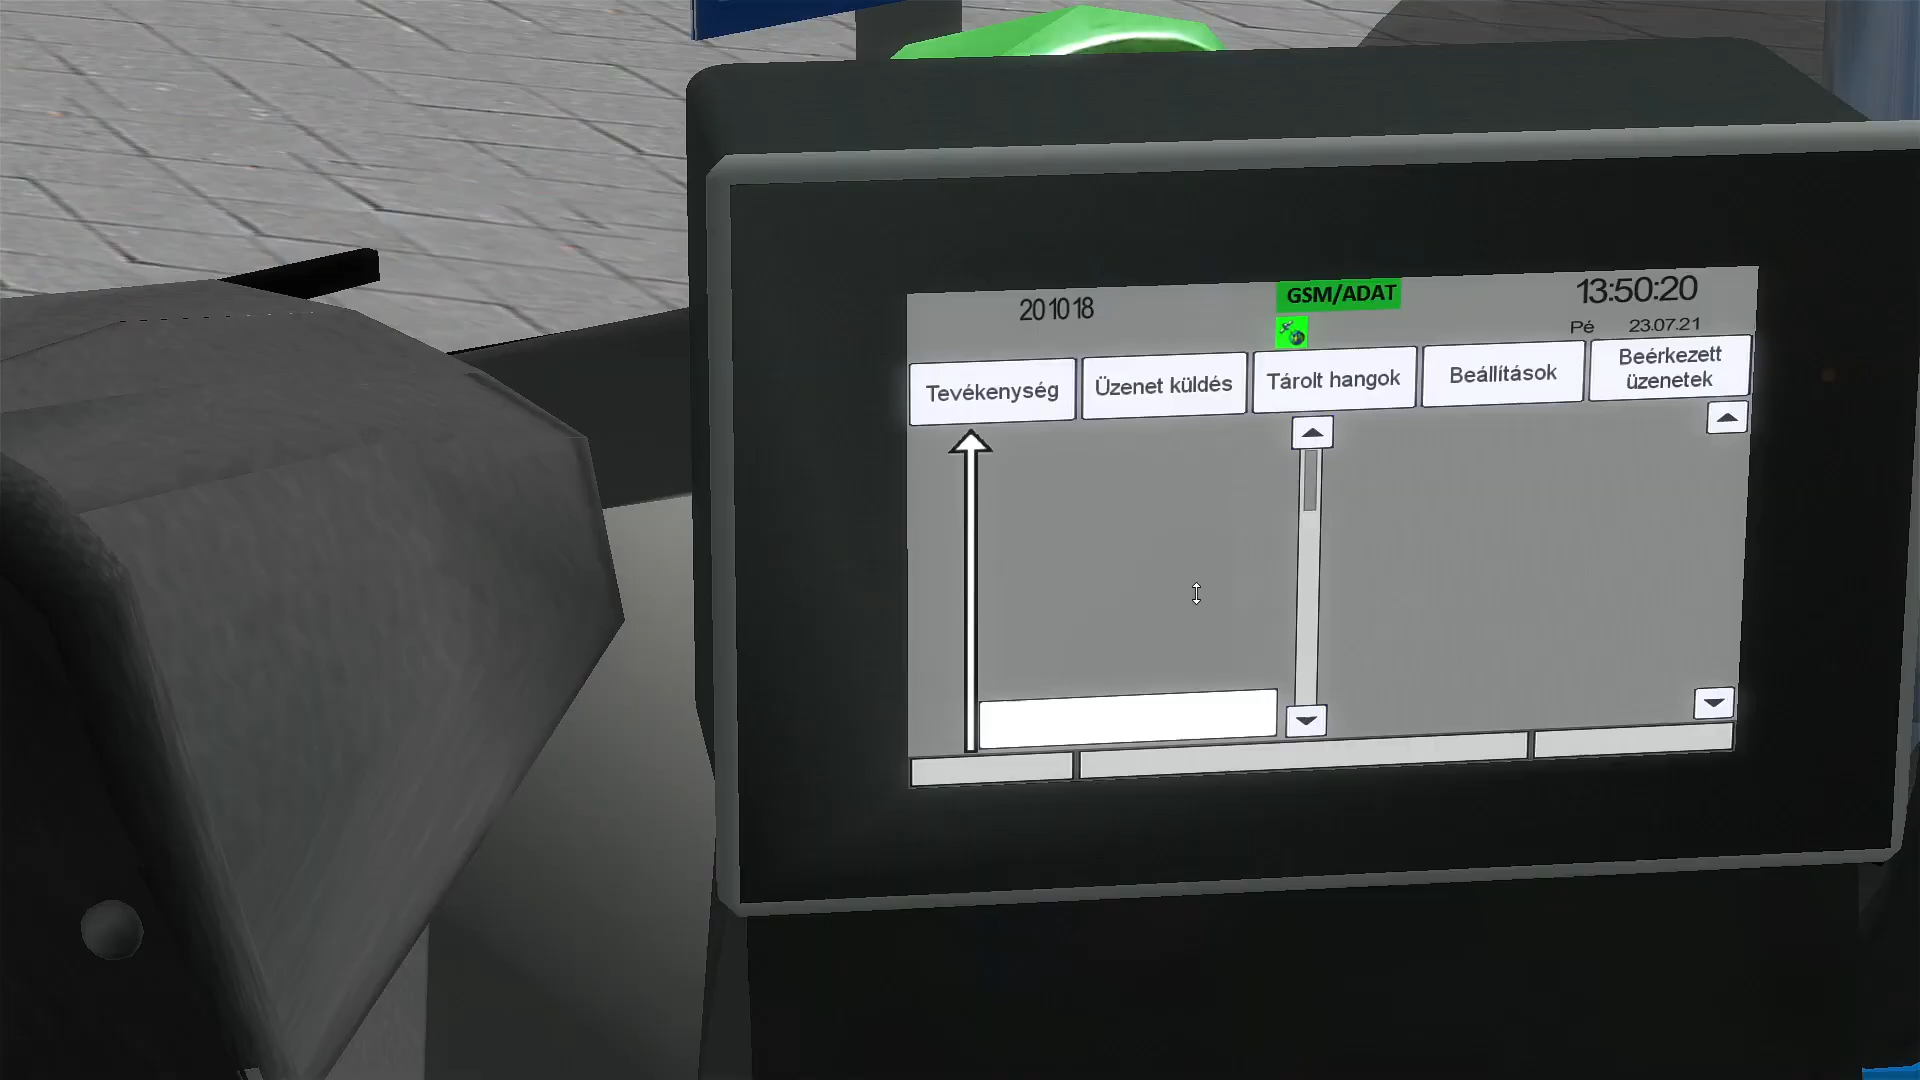 201018
GSM/ADAT
13:50:20
Pé 23.07.21
Tevékenység
Üzenet küldés
Tárolt hangok
Beállítások
Beérkezett
üzenetek